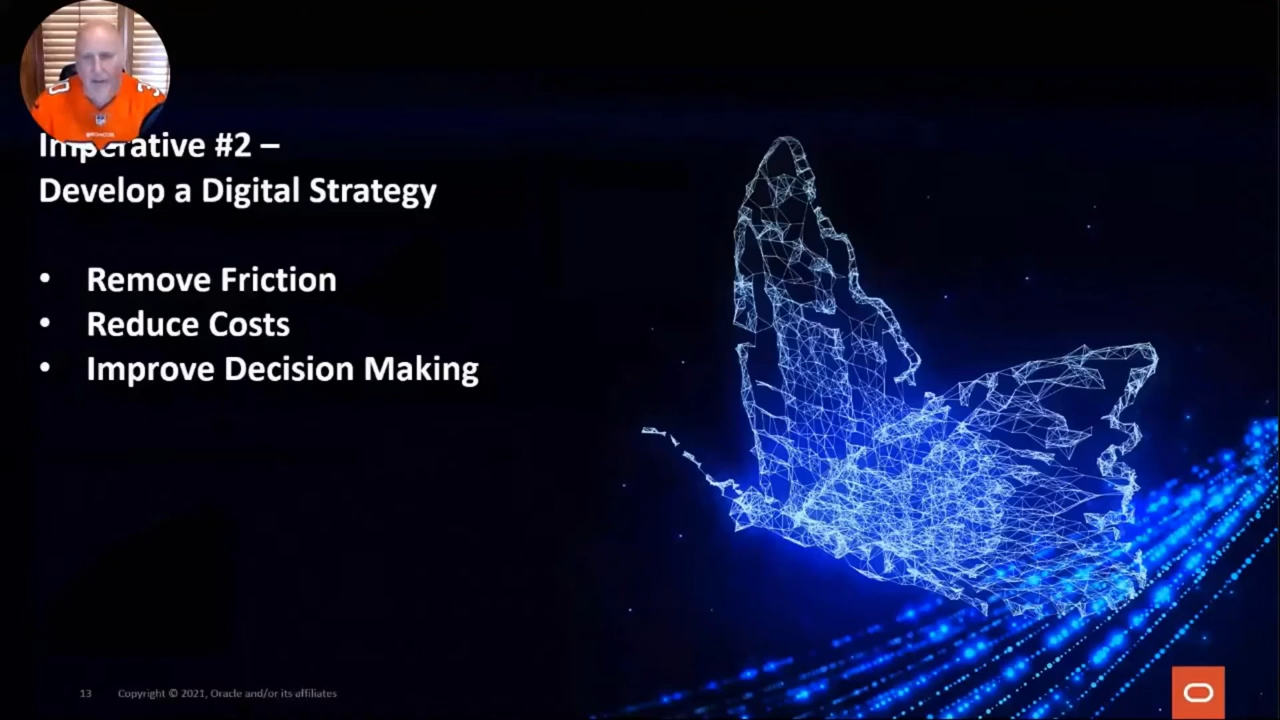 Imperative #2 –
Develop a Digital Strategy
• Remove Friction
• Reduce Costs
• Improve Decision Making
13 Copyright © 2021, Oracle and/or its affiliates